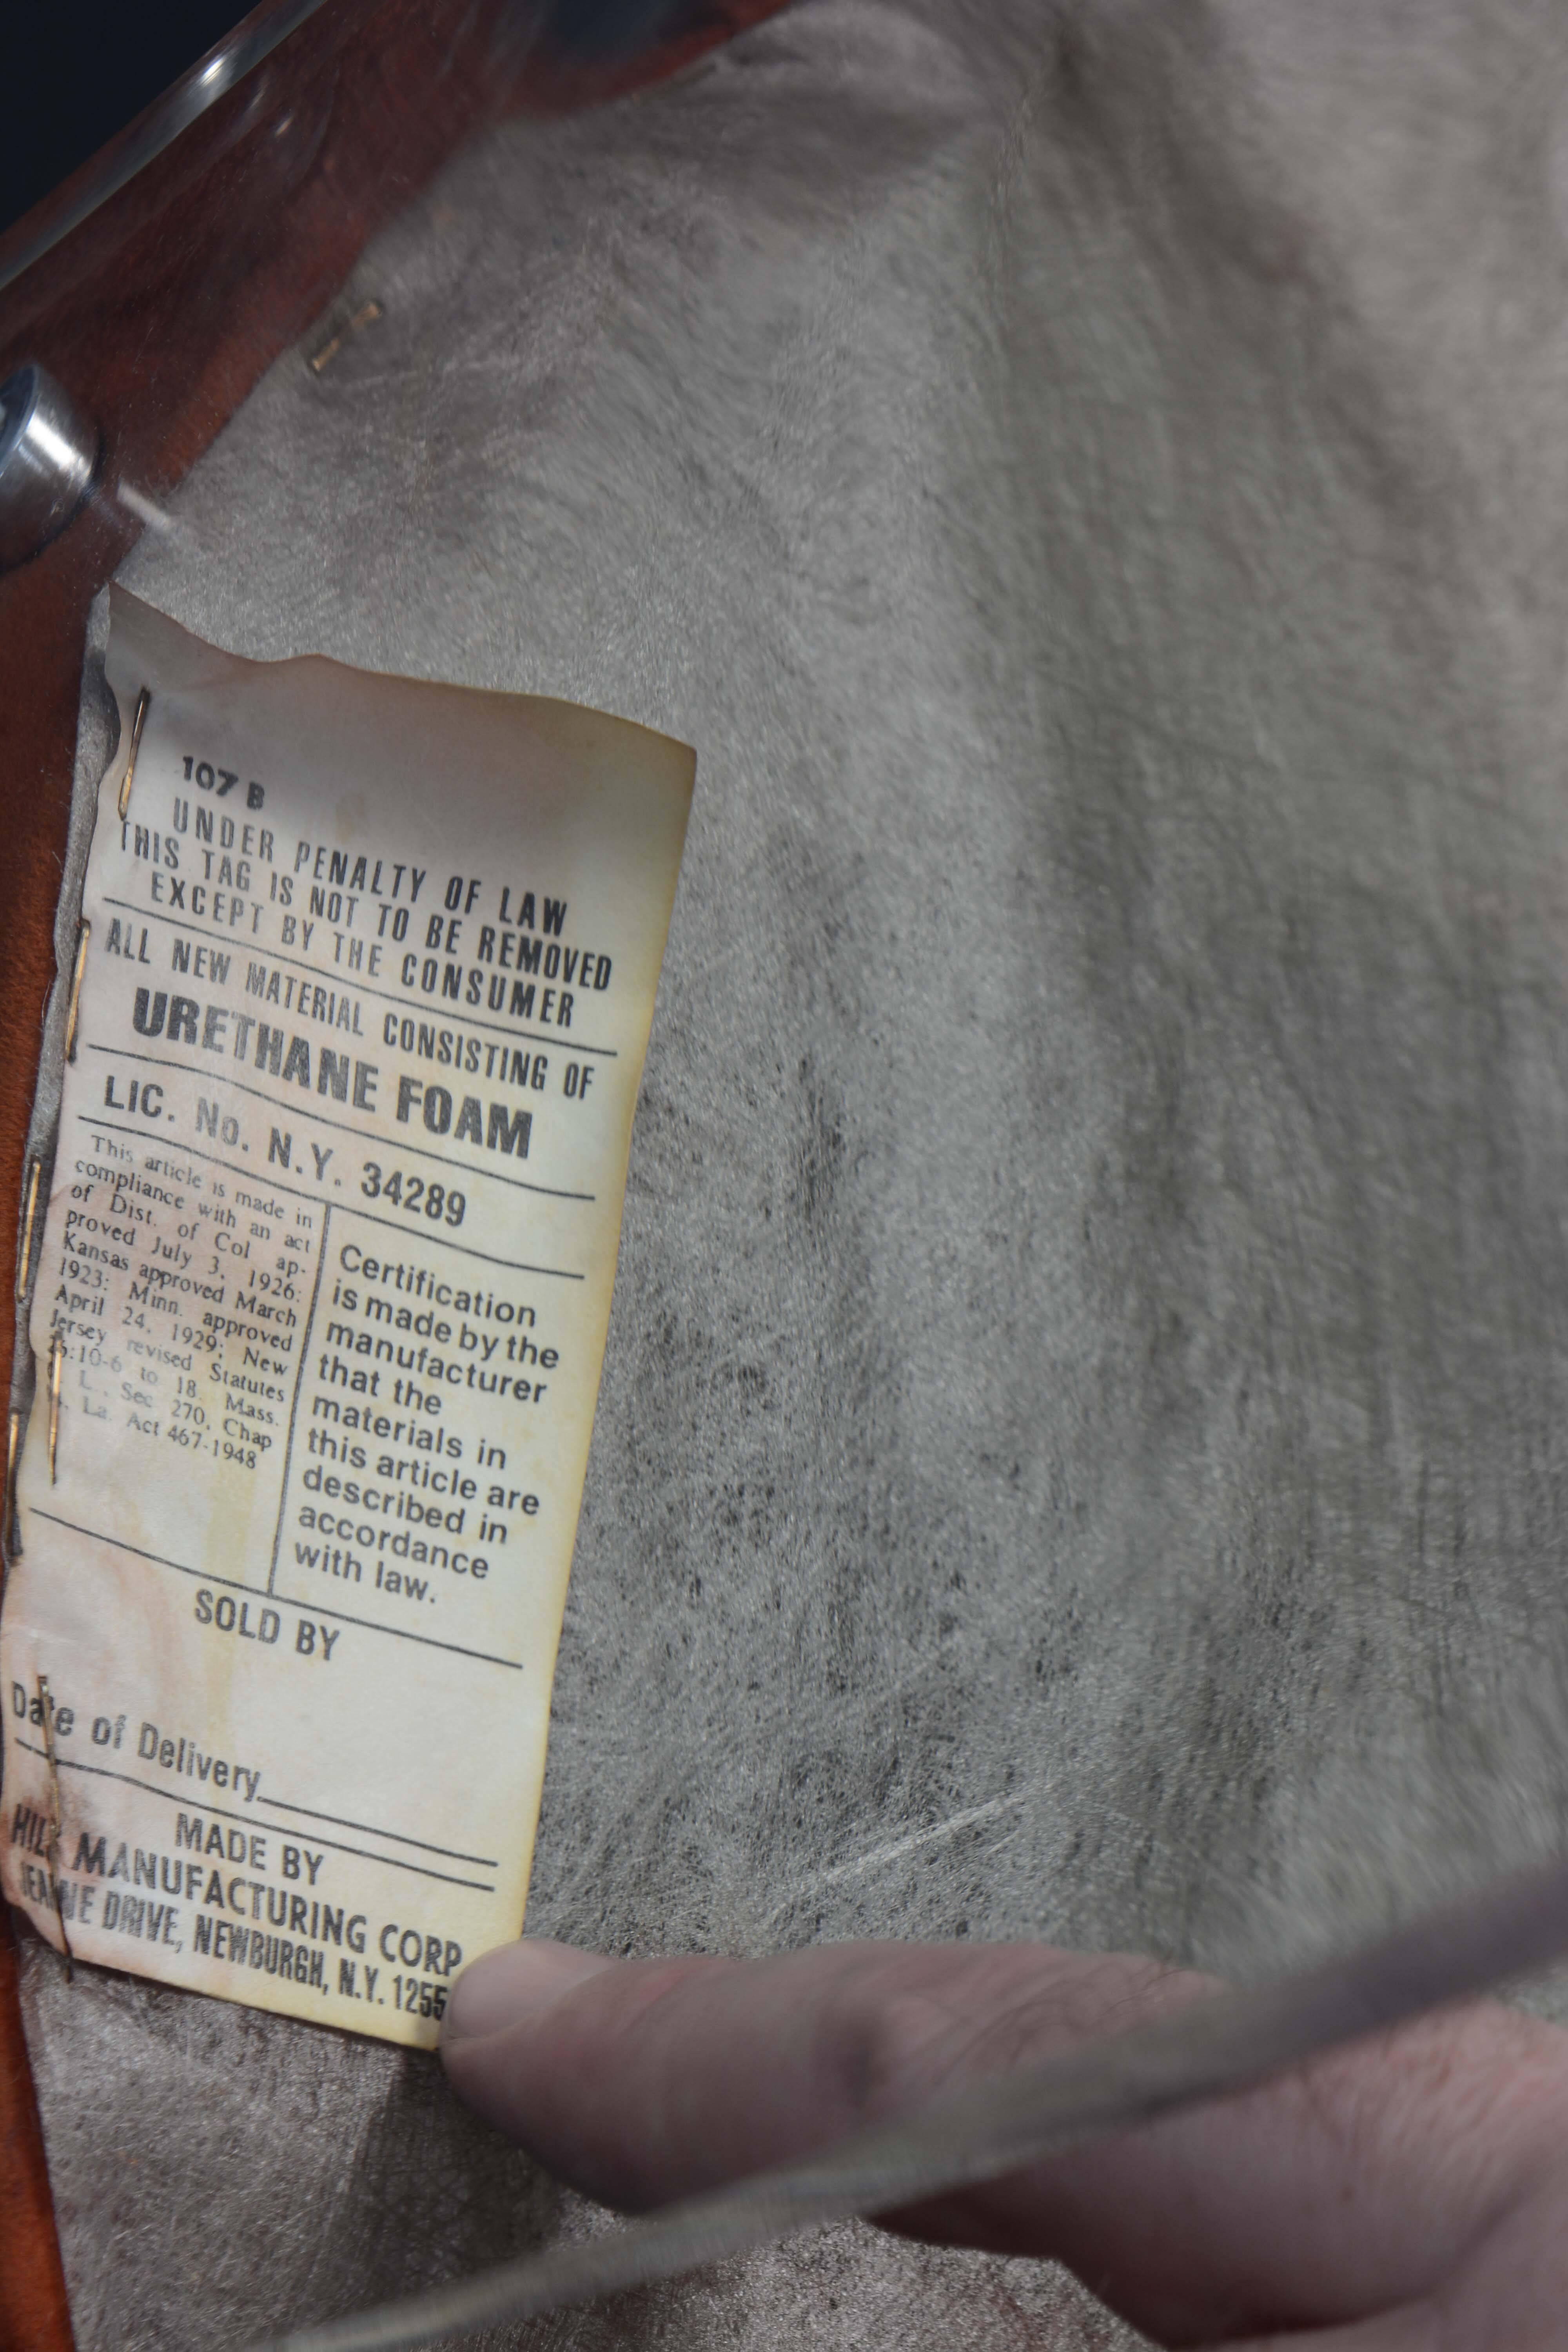 107 B
UNDER PENALTY OF LAW
THIS TAG IS NOT TO BE REMOVED
EXCEPT BY THE CONSUMER
ALL NEW MATERIAL CONSISTING OF
URETHANE FOAM
LIC. No. N.Y. 34289
This article is made in
compliance with an act
of Dist. of Col ap-
proved July 3, 1926:
Kansas approved March
1923: Minn. approved
April 24, 1929; New
Jersey revised Statutes
:10-6 to 18. Mass.
L. Sec 270, Chap
La. Act 467-1948
Certification
is made by the
manufacturer
that the
materials in
this article are
described in
accordance
with law.
SOLD BY
Date of Delivery
MADE BY
MANUFACTURING CORP
JEANNE DRIVE, NEWBURGH, N.Y. 1255